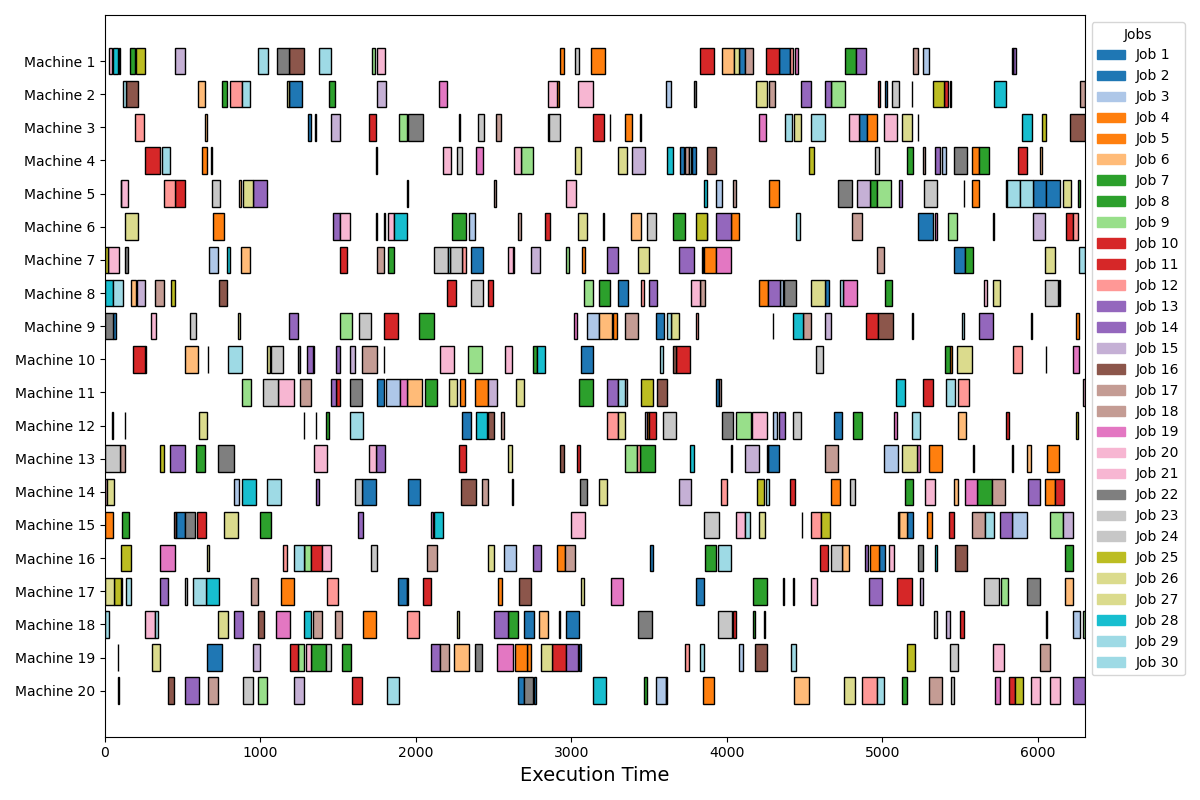 Machine 1
Machine 2
Machine 3
Machine 4
Machine 5
Machine 6
Machine 7
Machine 8
Machine 9
Machine 10
Machine 11
Machine 12
Machine 13
Machine 14
Machine 15
Machine 16
Machine 17
Machine 18
Machine 19
Machine 20
0 1000 2000 3000 4000 5000 6000
Execution Time
Jobs
Job 1
Job 2
Job 3
Job 4
Job 5
Job 6
Job 7
Job 8
Job 9
Job 10
Job 11
Job 12
Job 13
Job 14
Job 15
Job 16
Job 17
Job 18
Job 19
Job 20
Job 21
Job 22
Job 23
Job 24
Job 25
Job 26
Job 27
Job 28
Job 29
Job 30